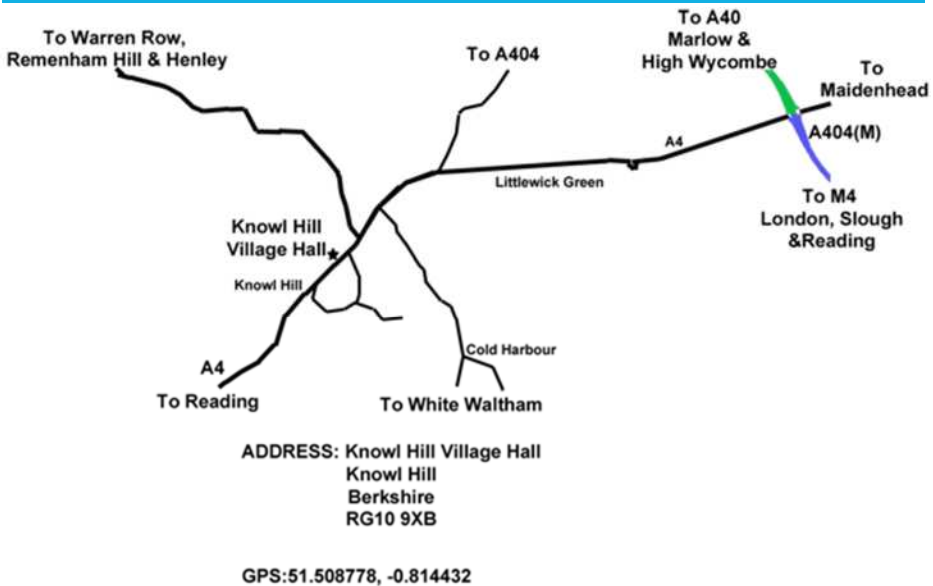 To Warren Row,
Remenham Hill & Henley
To A404
To A40
Marlow &
High Wycombe
To
Maidenhead
A404(M)
A4
Littlewick Green
To M4
London, Slough
&Reading
Knowl Hill
Village Hall
Knowl Hill
A4
To Reading
Cold Harbour
To White Waltham
ADDRESS: Knowl Hill Village Hall
Knowl Hill
Berkshire
RG10 9XB
GPS:51.508778, -0.814432